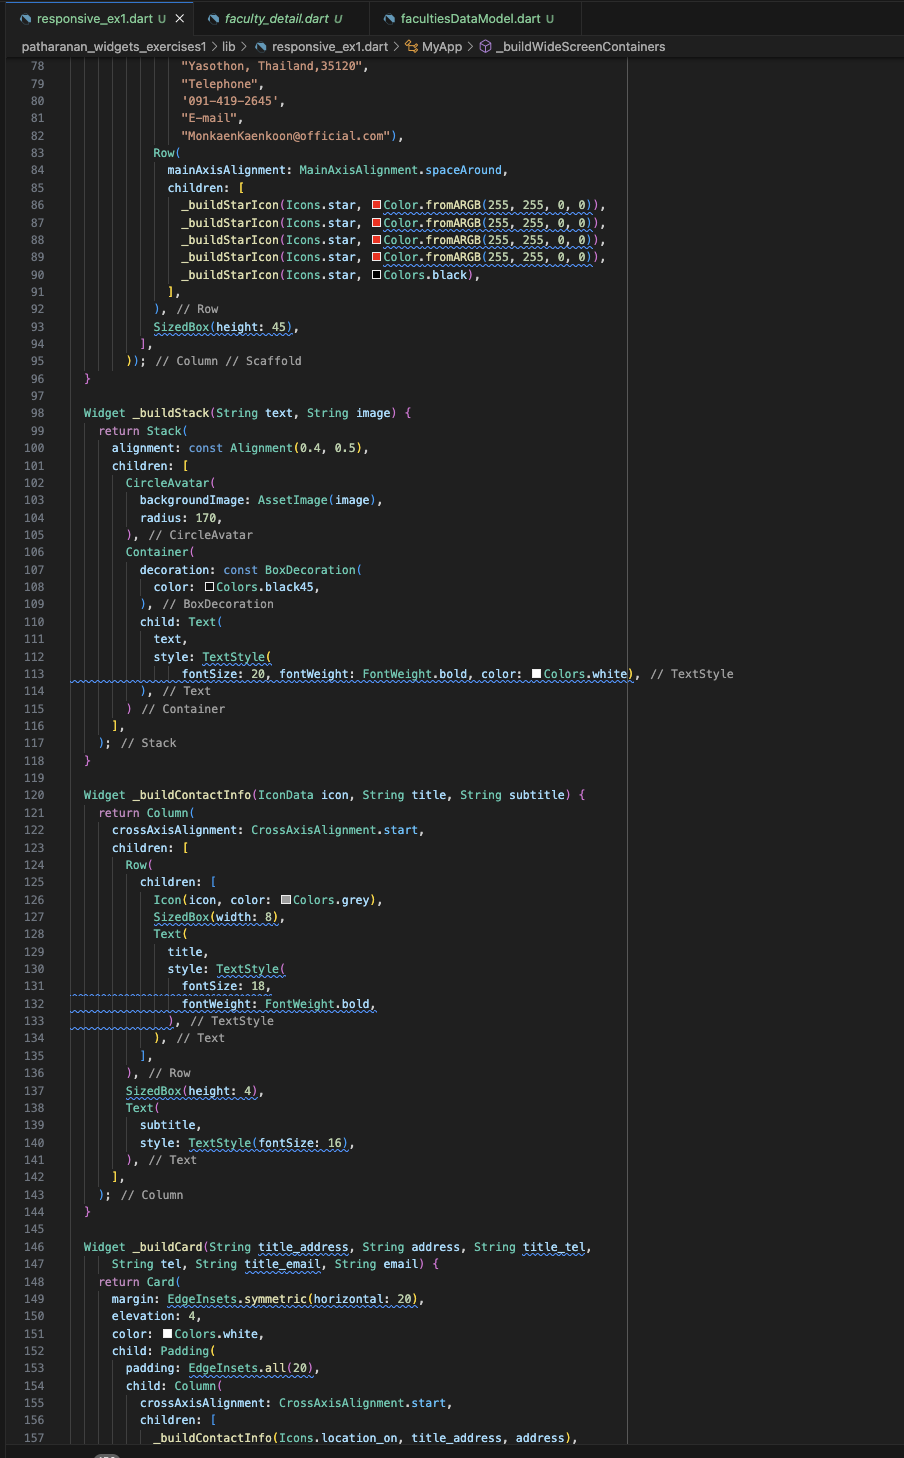 responsive_ex1.dart U × faculty_detail.dart U facultiesDataModel.dart U
patharanan_widgets_exercises1 > lib > responsive_ex1.dart > MyApp > _buildWideScreenContainers
78 "Yasothon, Thailand,35120",
79 "Telephone",
80 '091-419-2645',
81 "E-mail",
82 "MonkaenKaenkoon@official.com"),
83 Row(
84 mainAxisAlignment: MainAxisAlignment.spaceAround,
85 children: [
86 _buildStarIcon(Icons.star, Color.fromARGB(255, 255, 0, 0)),
87 _buildStarIcon(Icons.star, Color.fromARGB(255, 255, 0, 0)),
88 _buildStarIcon(Icons.star, Color.fromARGB(255, 255, 0, 0)),
89 _buildStarIcon(Icons.star, Color.fromARGB(255, 255, 0, 0)),
90 _buildStarIcon(Icons.star, Colors.black),
91 ],
92 ), // Row
93 SizedBox(height: 45),
94 ],
95 )); // Column // Scaffold
96 }
97
98 Widget _buildStack(String text, String image) {
99 return Stack(
100 alignment: const Alignment(0.4, 0.5),
101 children: [
102 CircleAvatar(
103 backgroundImage: AssetImage(image),
104 radius: 170,
105 ), // CircleAvatar
106 Container(
107 decoration: const BoxDecoration(
108 color: Colors.black45,
109 ), // BoxDecoration
110 child: Text(
111 text,
112 style: TextStyle(
113 fontSize: 20, fontWeight: FontWeight.bold, color: Colors.white), // TextStyle
114 ), // Text
115 ) // Container
116 ],
117 ); // Stack
118 }
119
120 Widget _buildContactInfo(IconData icon, String title, String subtitle) {
121 return Column(
122 crossAxisAlignment: CrossAxisAlignment.start,
123 children: [
124 Row(
125 children: [
126 Icon(icon, color: Colors.grey),
127 SizedBox(width: 8),
128 Text(
129 title,
130 style: TextStyle(
131 fontSize: 18,
132 fontWeight: FontWeight.bold,
133 ), // TextStyle
134 ), // Text
135 ],
136 ), // Row
137 SizedBox(height: 4),
138 Text(
139 subtitle,
140 style: TextStyle(fontSize: 16),
141 ), // Text
142 ],
143 ); // Column
144 }
145
146 Widget _buildCard(String title_address, String address, String title_tel,
147 String tel, String title_email, String email) {
148 return Card(
149 margin: EdgeInsets.symmetric(horizontal: 20),
150 elevation: 4,
151 color: Colors.white,
152 child: Padding(
153 padding: EdgeInsets.all(20),
154 child: Column(
155 crossAxisAlignment: CrossAxisAlignment.start,
156 children: [
157 _buildContactInfo(Icons.location_on, title_address, address),